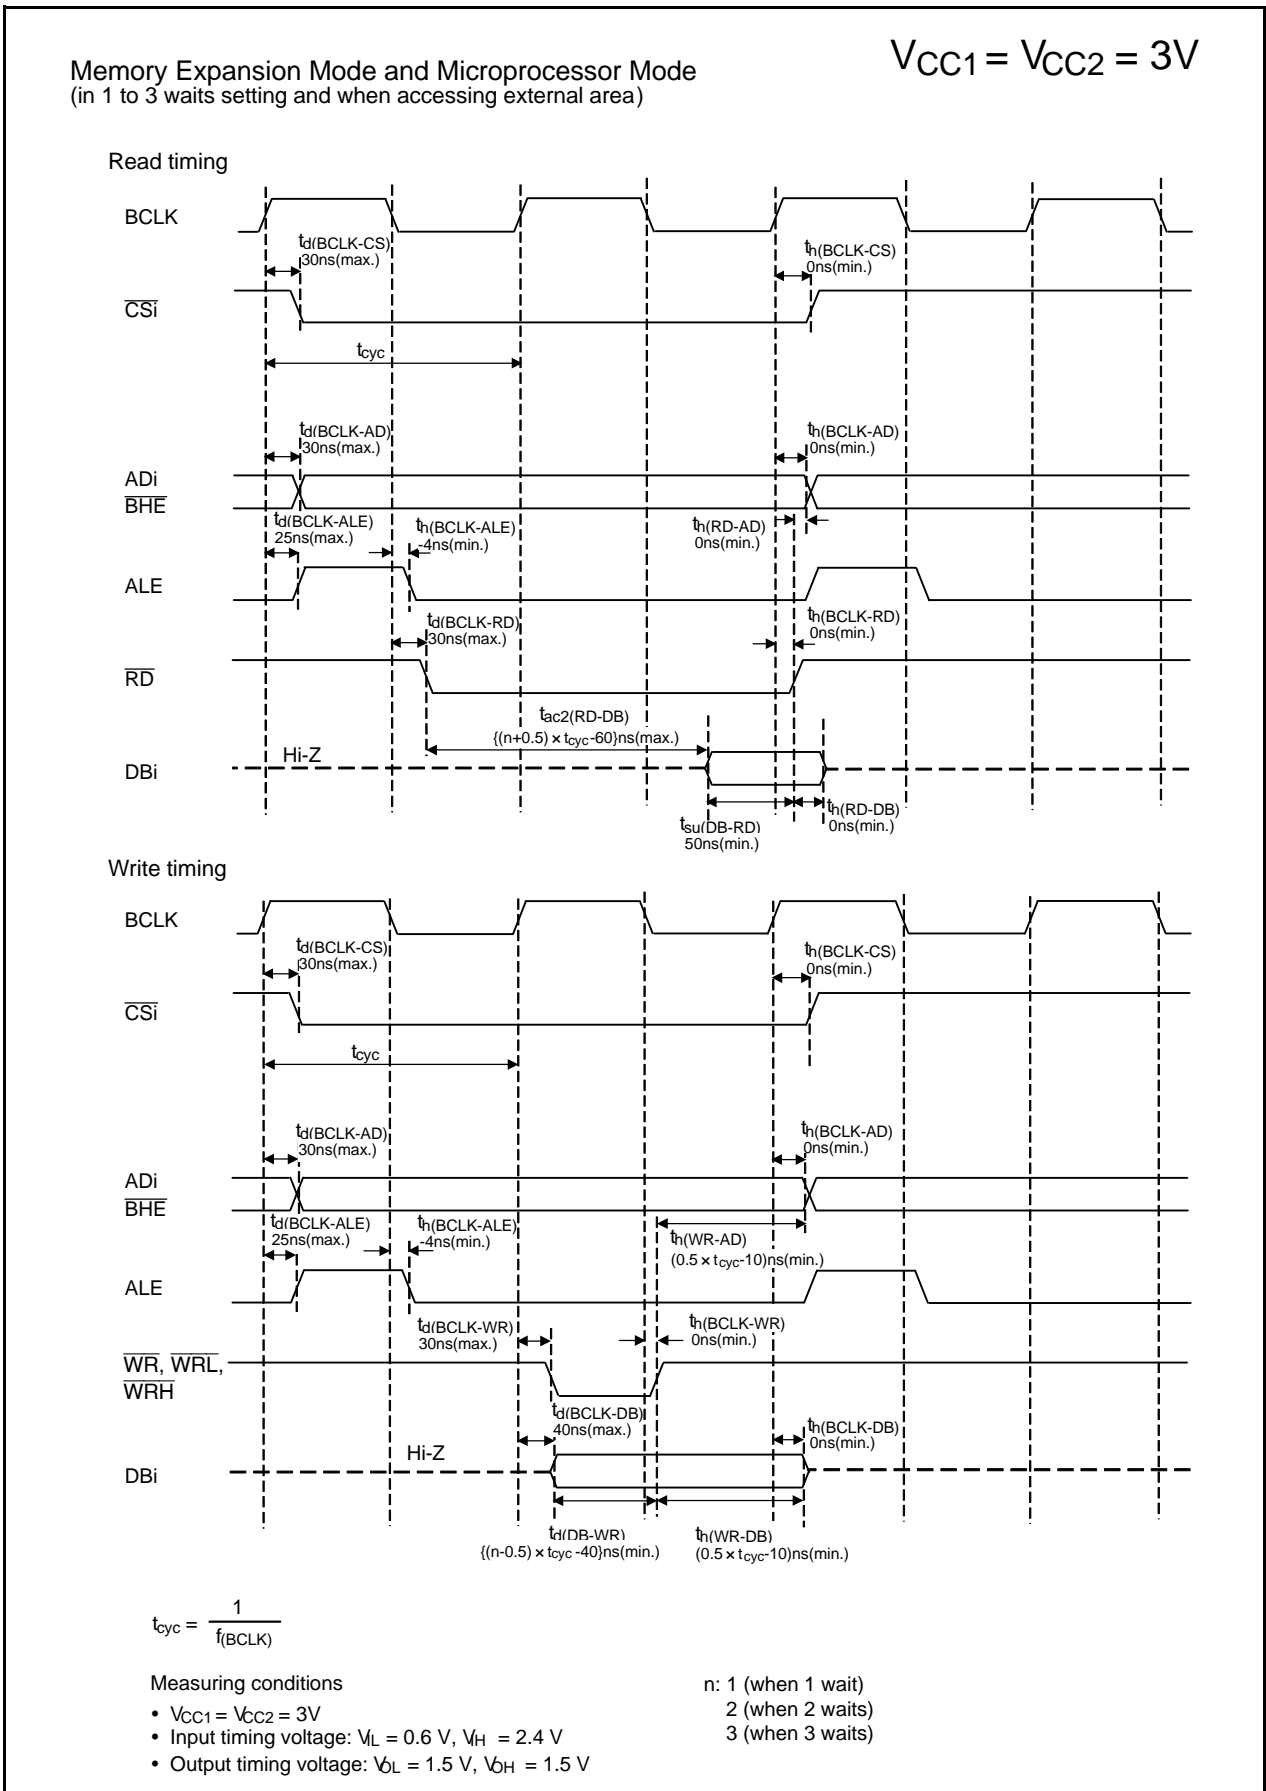 VCC1 = VCC2 = 3V
Memory Expansion Mode and Microprocessor Mode
(in 1 to 3 waits setting and when accessing external area)
Read timing
BCLK
td(BCLK-CS)
30ns(max.)
th(BCLK-CS)
0ns(min.)
CSi
tcyc
td(BCLK-AD)
30ns(max.)
th(BCLK-AD)
0ns(min.)
ADi
BHE
td(BCLK-ALE)
25ns(max.)
th(BCLK-ALE)
-4ns(min.)
th(RD-AD)
0ns(min.)
ALE
td(BCLK-RD)
30ns(max.)
th(BCLK-RD)
0ns(min.)
RD
tac2(RD-DB)
{(n+0.5) × tcyc-60}ns(max.)
Hi-Z
DBi
tsu(DB-RD)
50ns(min.)
th(RD-DB)
0ns(min.)
Write timing
BCLK
td(BCLK-CS)
30ns(max.)
th(BCLK-CS)
0ns(min.)
CSi
tcyc
td(BCLK-AD)
30ns(max.)
th(BCLK-AD)
0ns(min.)
ADi
BHE
td(BCLK-ALE)
25ns(max.)
th(BCLK-ALE)
-4ns(min.)
th(WR-AD)
(0.5 × tcyc-10)ns(min.)
ALE
td(BCLK-WR)
30ns(max.)
th(BCLK-WR)
0ns(min.)
WR, WRL,
WRH
td(BCLK-DB)
40ns(max.)
th(BCLK-DB)
0ns(min.)
Hi-Z
DBi
td(DB-WR)
{(n-0.5) × tcyc -40}ns(min.)
th(WR-DB)
(0.5 × tcyc-10)ns(min.)
tcyc = 1 / f(BCLK)
Measuring conditions
• VCC1 = VCC2 = 3V
• Input timing voltage: VIL = 0.6 V, VIH = 2.4 V
• Output timing voltage: VOL = 1.5 V, VOH = 1.5 V
n: 1 (when 1 wait)
2 (when 2 waits)
3 (when 3 waits)